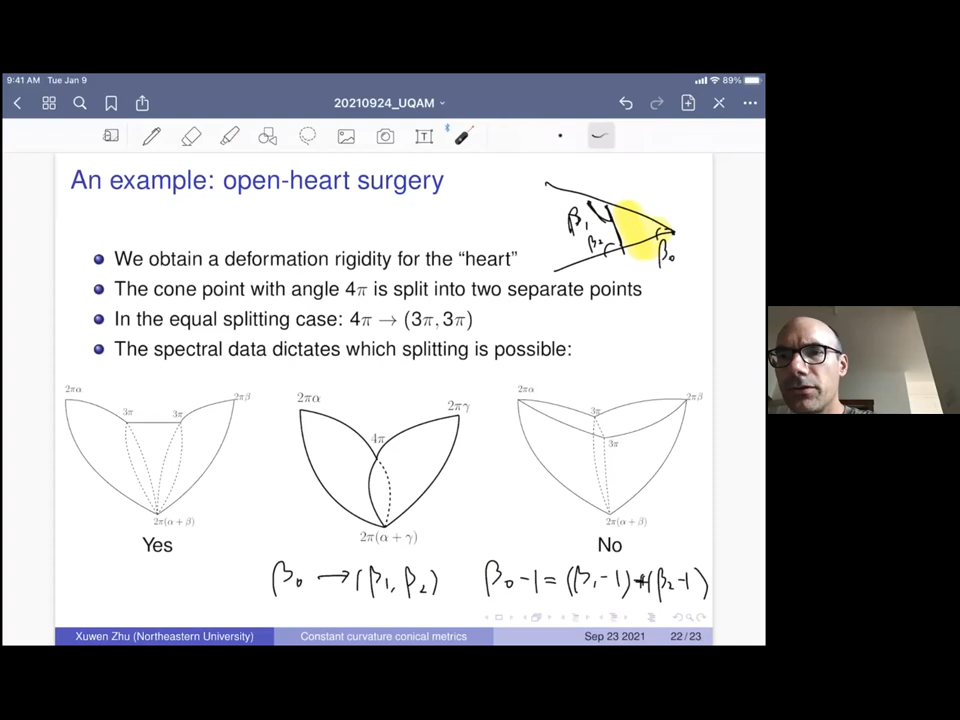 9:41 AM Tue Jan 9
89%
20210924_UQAM
An example: open-heart surgery
β₁
β₂
β₀
We obtain a deformation rigidity for the “heart”
The cone point with angle 4π is split into two separate points
In the equal splitting case: 4π → (3π, 3π)
The spectral data dictates which splitting is possible:
2πα
3π
3π
2πβ
2π(α + β)
Yes
2πα
4π
2πγ
2π(α + γ)
2πα
3π
3π
2πβ
2π(α + β)
No
β₀ → (β₁, β₂)
β₀-1 = (β₁-1)+(β₂-1)
Xuwen Zhu (Northeastern University)
Constant curvature conical metrics
Sep 23 2021
22 / 23